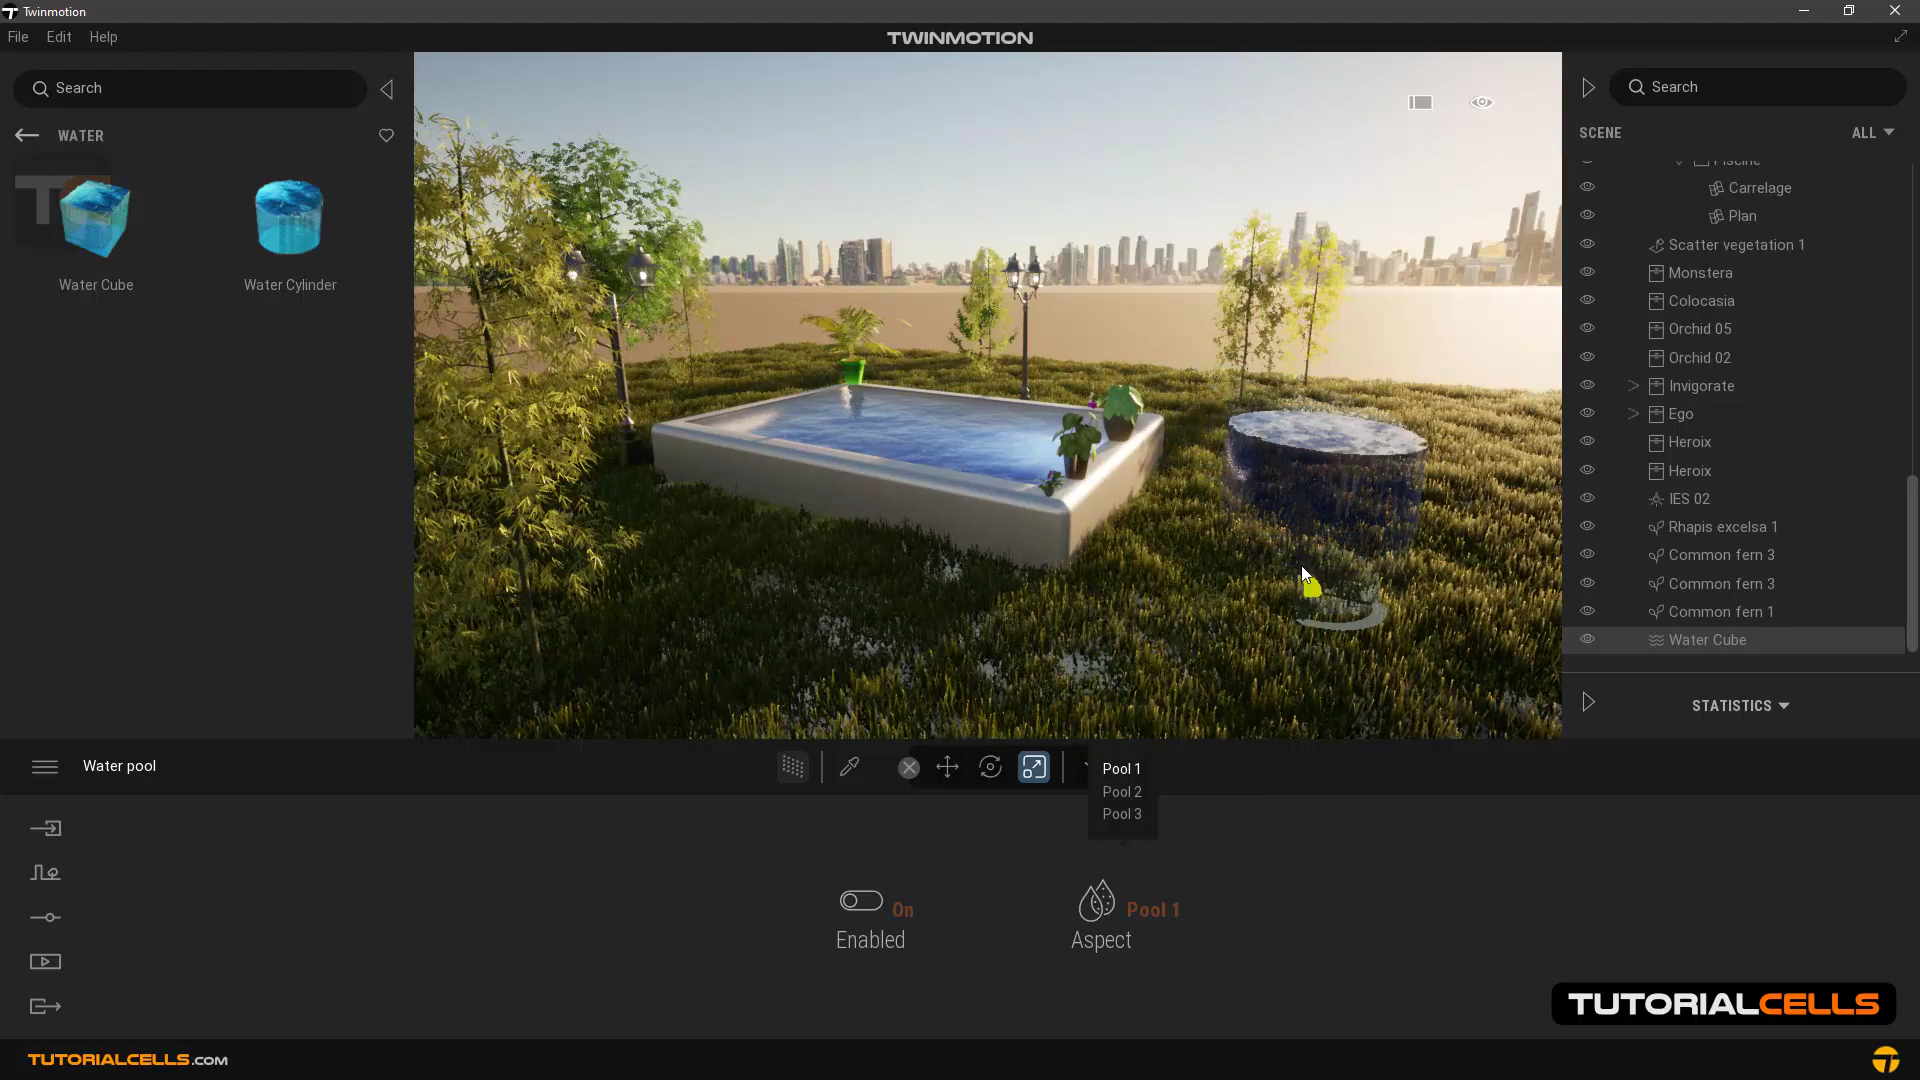 Twinmotion
File Edit Help
TWINMOTION
Search
WATER
Water Cube
Water Cylinder
Search
SCENE
ALL
Piscine
Carrelage
Plan
Scatter vegetation 1
Monstera
Colocasia
Orchid 05
Orchid 02
Invigorate
Ego
Heroix
Heroix
IES 02
Rhapis excelsa 1
Common fern 3
Common fern 3
Common fern 1
Water Cube
STATISTICS
Water pool
Pool 1
Pool 2
Pool 3
On
Enabled
Pool 1
Aspect
TUTORIALCELLS
TUTORIALCELLS.COM